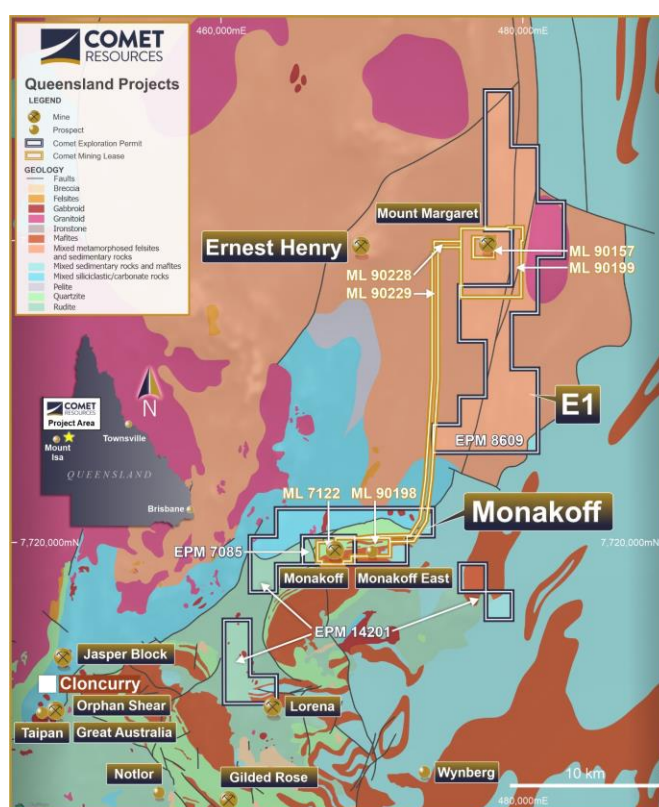 COMET
RESOURCES
Queensland Projects
LEGEND
Mine
Prospect
Comet Exploration Permit
Comet Mining Lease
GEOLOGY
Faults
Breccia
Felsites
Gabbroid
Granitoid
Ironstone
Mafites
Mixed metamorphosed felsites
and sedimentary rocks
Mixed sedimentary rocks and mafites
Mixed siliciclastic/carbonate rocks
Pelite
Quartzite
Rudite
460,000mE
480,000mE
Mount Margaret
Ernest Henry
ML 90157
ML 90228
ML 90199
ML 90229
N
COMET
RESOURCES
Project Area
Mount
Isa
Townsville
QUEENSLAND
Brisbane
E1
EPM 8609
ML 7122
ML 90198
Monakoff
7,720,000mN
EPM 7085
Monakoff
Monakoff East
EPM 14201
Jasper Block
Cloncurry
Orphan Shear
Lorena
Taipan
Great Australia
Notlor
Gilded Rose
Wynberg
10 km
480,000mE